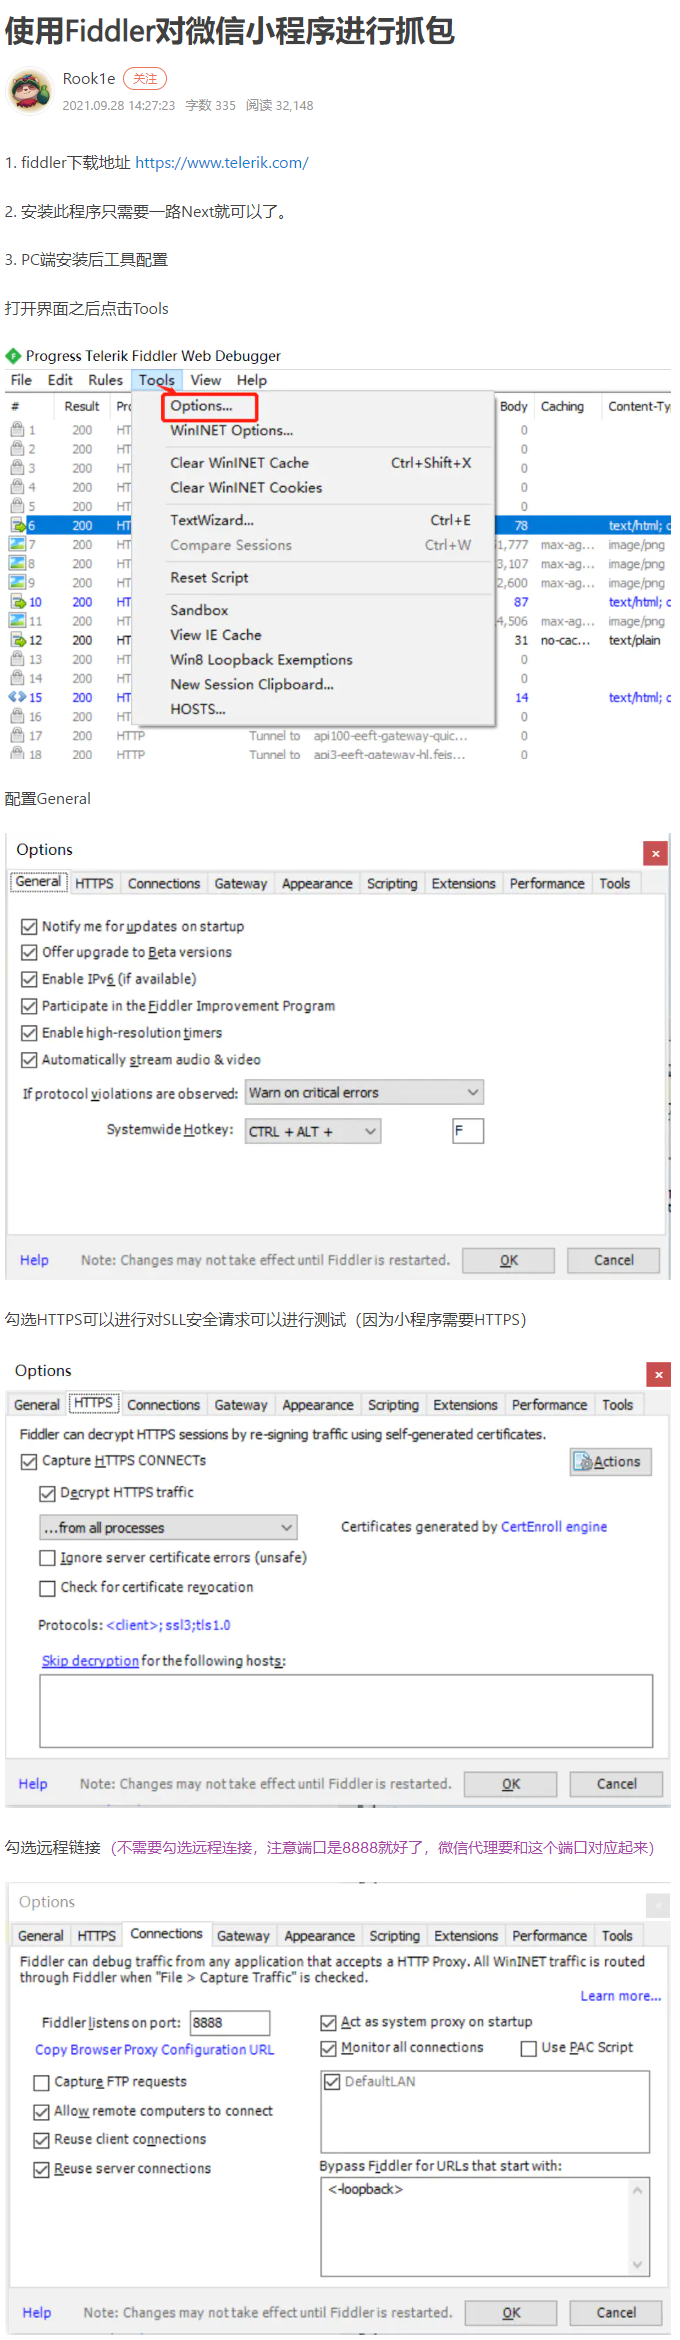 使用Fiddler对微信小程序进行抓包
Rook1e 关注
2021.09.28 14:27:23 字数 335 阅读 32,148
1. fiddler下载地址 https://www.telerik.com/
2. 安装此程序只需要一路Next就可以了。
3. PC端安装后工具配置
打开界面之后点击Tools
Progress Telerik Fiddler Web Debugger
File Edit Rules Tools View Help
# Result Body Caching Content-Ty
Options...
WinINET Options...
Clear WinINET Cache Ctrl+Shift+X
Clear WinINET Cookies
TextWizard... Ctrl+E
Compare Sessions Ctrl+W
Reset Script
Sandbox
View IE Cache
Win8 Loopback Exemptions
New Session Clipboard...
HOSTS...
1 200 HT 0
2 200 HT 0
3 200 HT 0
4 200 HT 0
5 200 HT 0
6 200 HT 78 text/html; c
7 200 HT 1,777 max-ag... image/png
8 200 HT 3,107 max-ag... image/png
9 200 HT 2,600 max-ag... image/png
10 200 HT 87 text/html; c
11 200 HT 4,506 max-ag... image/png
12 200 HT 31 no-cac... text/plain
13 200 HT 0
14 200 HT 0
15 200 HT 14 text/html; c
16 200 HT 0
17 200 HTTP Tunnel to api100-eeft-gateway-quic... 0
18 200 HTTP Tunnel to api3-eeft-gateway-hl.feis... 0
配置General
Options
General HTTPS Connections Gateway Appearance Scripting Extensions Performance Tools
Notify me for updates on startup
Offer upgrade to Beta versions
Enable IPv6 (if available)
Participate in the Fiddler Improvement Program
Enable high-resolution timers
Automatically stream audio & video
If protocol violations are observed: Warn on critical errors
Systemwide Hotkey: CTRL + ALT + F
Help Note: Changes may not take effect until Fiddler is restarted. OK Cancel
勾选HTTPS可以进行对SLL安全请求可以进行测试（因为小程序需要HTTPS）
Options
General HTTPS Connections Gateway Appearance Scripting Extensions Performance Tools
Fiddler can decrypt HTTPS sessions by re-signing traffic using self-generated certificates.
Capture HTTPS CONNECTs Actions
Decrypt HTTPS traffic
...from all processes Certificates generated by CertEnroll engine
Ignore server certificate errors (unsafe)
Check for certificate revocation
Protocols: <client>; ssl3;tls1.0
Skip decryption for the following hosts:
Help Note: Changes may not take effect until Fiddler is restarted. OK Cancel
勾选远程链接（不需要勾选远程连接，注意端口是8888就好了，微信代理要和这个端口对应起来）
Options
General HTTPS Connections Gateway Appearance Scripting Extensions Performance Tools
Fiddler can debug traffic from any application that accepts a HTTP Proxy. All WinINET traffic is routed
through Fiddler when "File > Capture Traffic" is checked.
Learn more...
Fiddler listens on port: 8888 Act as system proxy on startup
Copy Browser Proxy Configuration URL Monitor all connections Use PAC Script
Capture FTP requests DefaultLAN
Allow remote computers to connect
Reuse client connections
Reuse server connections Bypass Fiddler for URLs that start with:
<-loopback>
Help Note: Changes may not take effect until Fiddler is restarted. OK Cancel